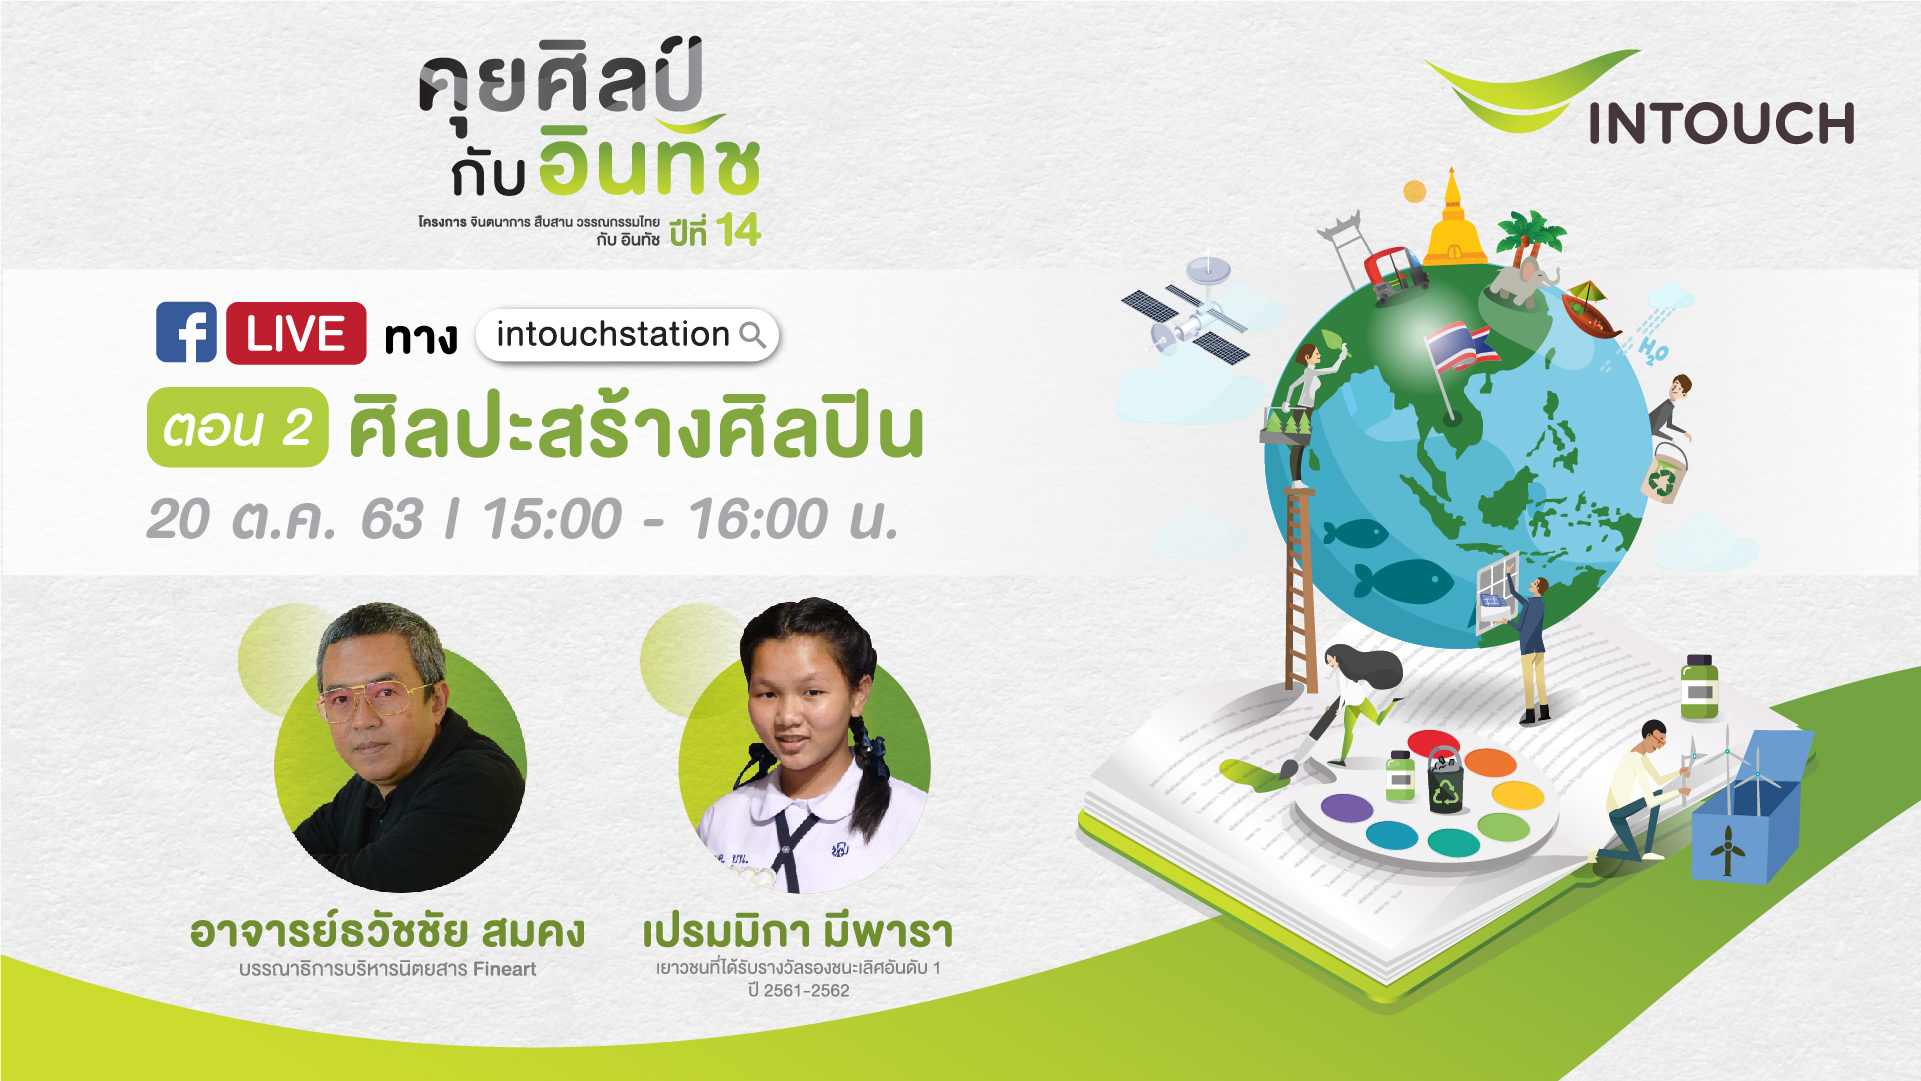 คุยศิลป์
กับ อินทัช
โครงการ จินตนาการ สืบสาน วรรณกรรมไทย
กับ อินทัช ปีที่ 14
INTOUCH
f LIVE ทาง intouchstation
ตอน 2 ศิลปะสร้างศิลปิน
20 ต.ค. 63 | 15:00 - 16:00 น.
H2O
อาจารย์ธวัชชัย สมคง
บรรณาธิการบริหารนิตยสาร Fineart
เปรมมิกา มีพารา
เยาวชนที่ได้รับรางวัลรองชนะเลิศอันดับ 1
ปี 2561-2562